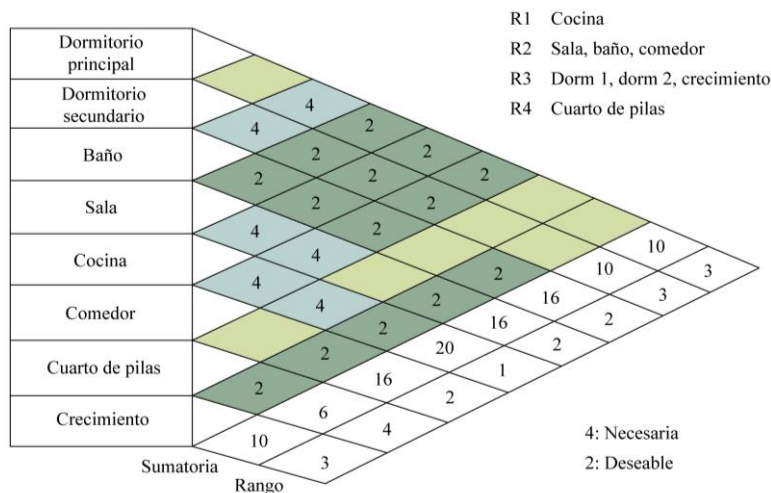 Dormitorio
principal
Dormitorio
secundario
Baño
Sala
Cocina
Comedor
Cuarto de pilas
Crecimiento
Sumatoria
Rango
R1 Cocina
R2 Sala, baño, comedor
R3 Dorm 1, dorm 2, crecimiento
R4 Cuarto de pilas
4
4 2
2 2
2 2 2
2 2
4 2
4
4 2 10
4 2 10 3
2 16 3
2 16 2
2 20 2
2 16 1
6 2
10 4
3
4: Necesaria
2: Deseable